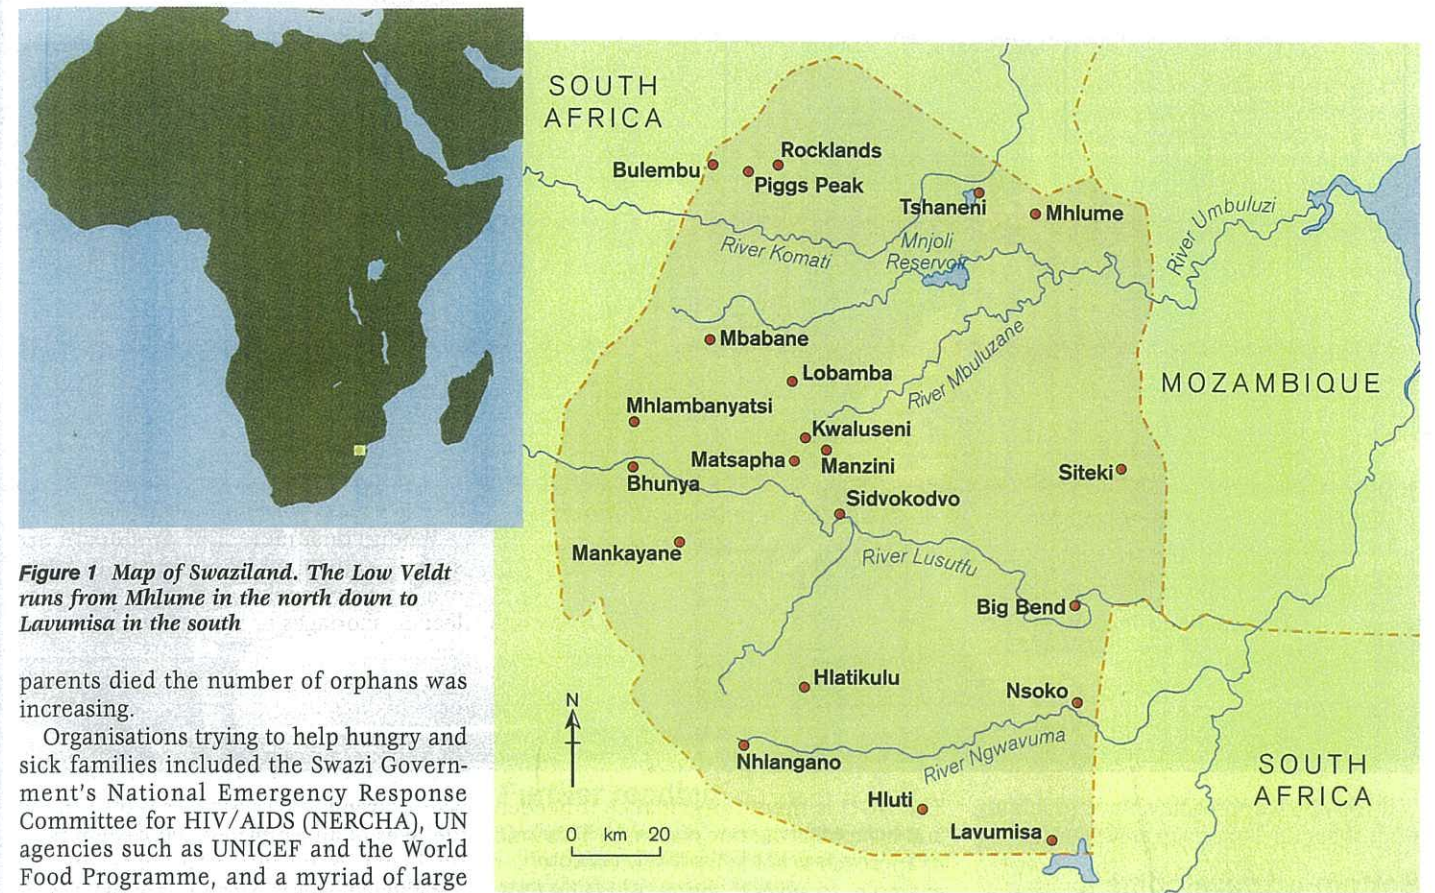 SOUTH
AFRICA
Rocklands
Bulembu
Piggs Peak
Tshaneni
Mhlume
River Umbuluzi
River Komati
Mnjoli
Reservoir
Mbabane
Lobamba
River Mbuluzane
MOZAMBIQUE
Mhlambanyatsi
Kwaluseni
Matsapha
Manzini
Siteki
Bhunya
Sidvokodvo
Mankayane
River Lusutfu
Big Bend
Hlatikulu
Nsoko
N
Nhlangano
River Ngwavuma
SOUTH
AFRICA
Hluti
Lavumisa
0 km 20
Figure 1 Map of Swaziland. The Low Veldt
runs from Mhlume in the north down to
Lavumisa in the south
parents died the number of orphans was
increasing.
Organisations trying to help hungry and
sick families included the Swazi Govern-
ment's National Emergency Response
Committee for HIV/AIDS (NERCHA), UN
agencies such as UNICEF and the World
Food Programme, and a myriad of large